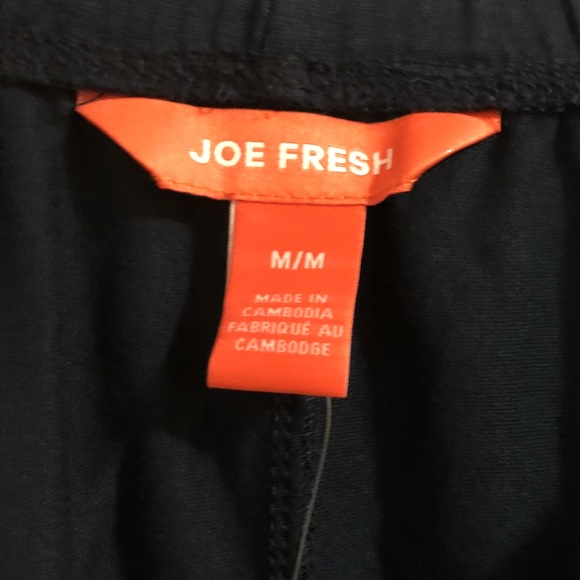 JOE FRESH
M/M
MADE IN
CAMBODIA
FABRIQUÉ AU
CAMBODGE